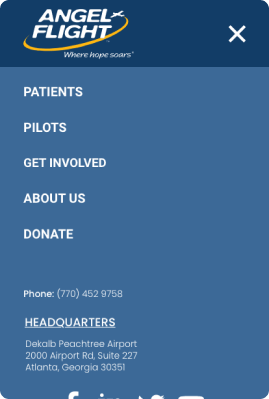 ANGEL
FLIGHT
Where hope soars
PATIENTS
PILOTS
GET INVOLVED
ABOUT US
DONATE
Phone: (770) 452 9758
HEADQUARTERS
Dekalb Peachtree Airport
2000 Airport Rd, Suite 227
Atlanta, Georgia 30351